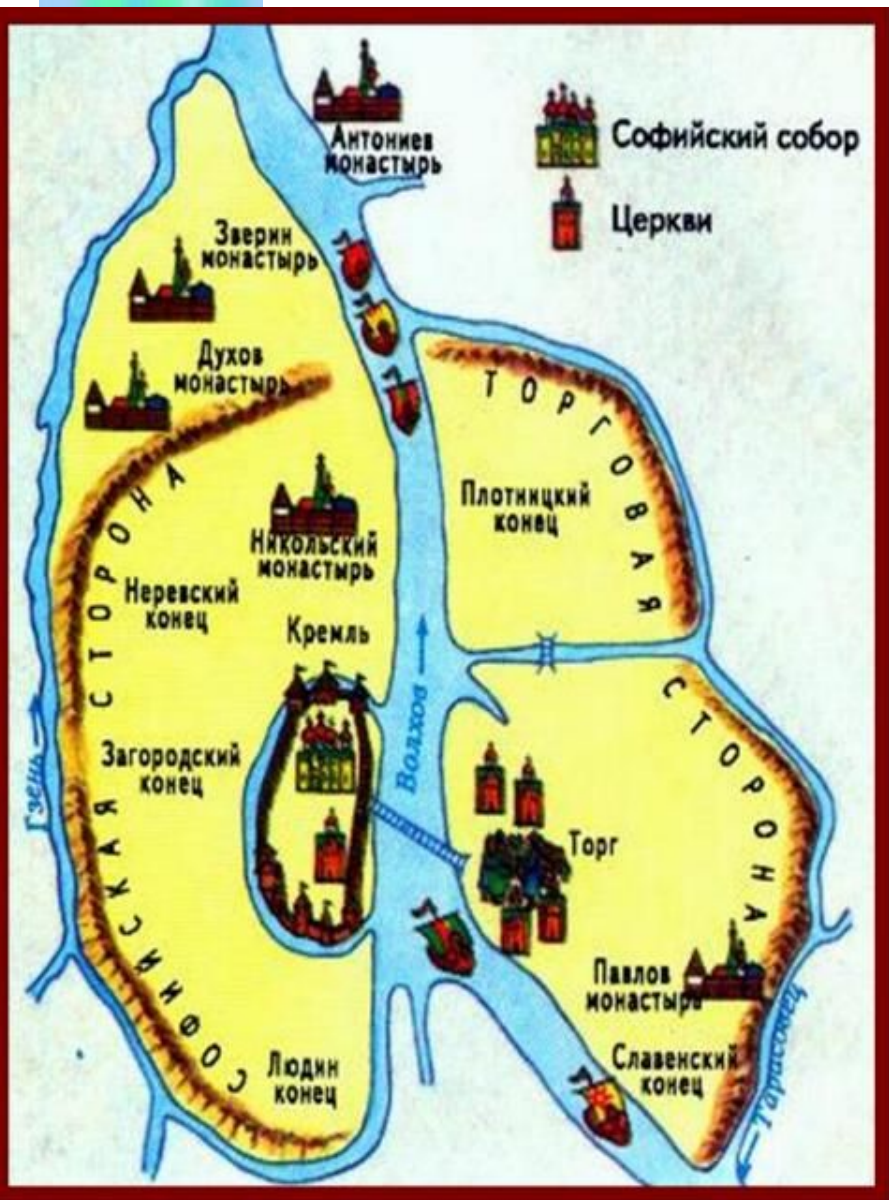 Антониев
монастырь
Софийский собор
Церкви
Зверин
монастырь
Духов
монастырь
ТОРГОВАЯ
СТОРОНА
Плотницкий
конец
Никольский
монастырь
Неревский
конец
Кремль
СОФИЙСКАЯ СТОРОНА
Загородский
конец
Волхов
Гзень
Торг
Павлов
монастырь
Славенский
конец
Людин
конец
Тарасовец